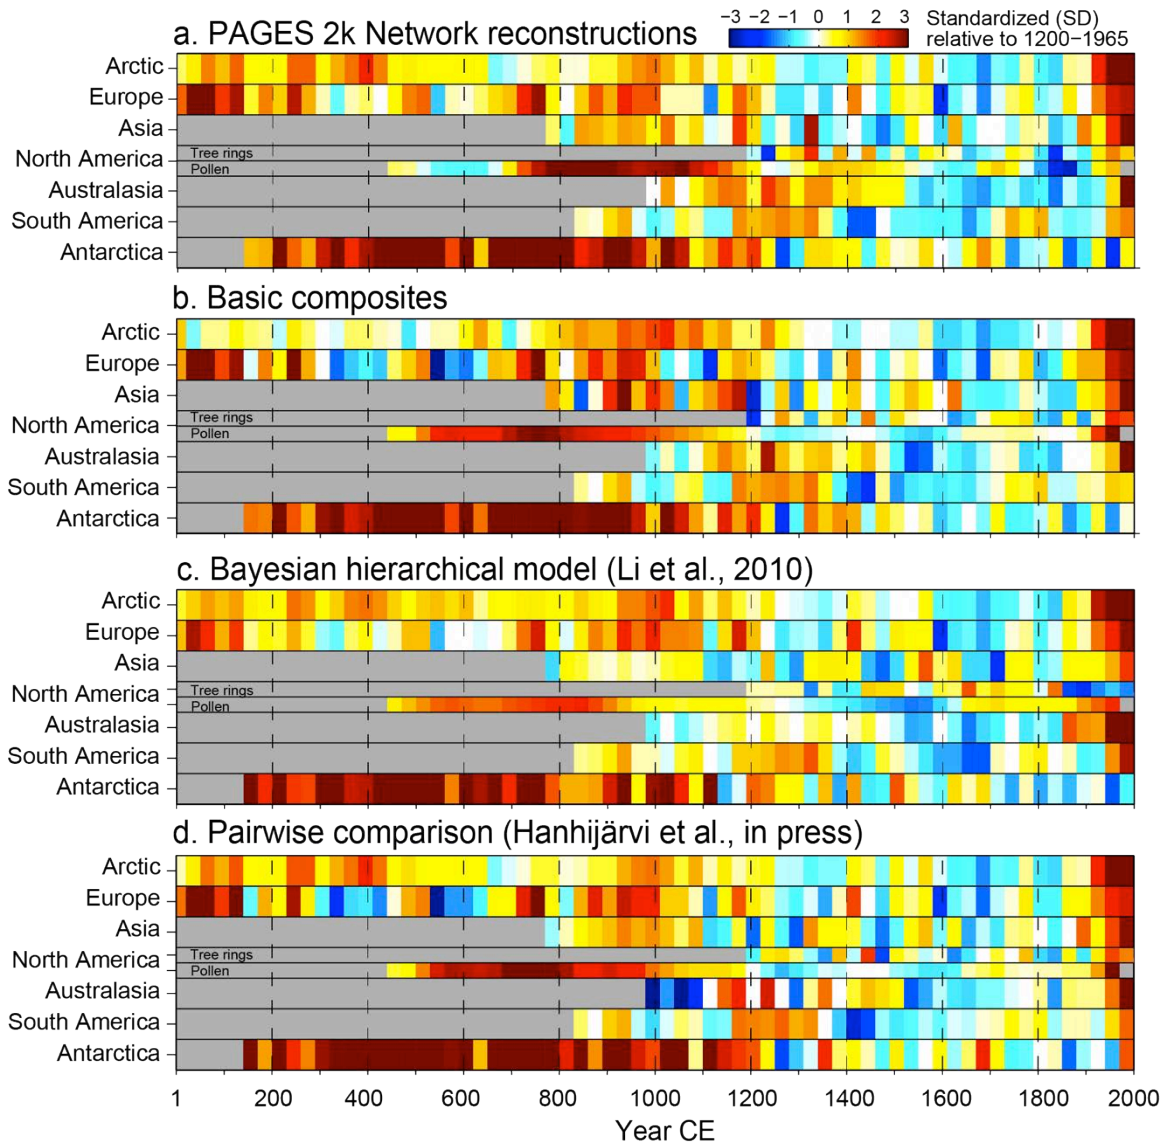 −3 −2 −1 0 1 2 3 Standardized (SD)
relative to 1200−1965
a. PAGES 2k Network reconstructions
Arctic
Europe
Asia
North America
Tree rings
Pollen
Australasia
South America
Antarctica
b. Basic composites
Arctic
Europe
Asia
North America
Tree rings
Pollen
Australasia
South America
Antarctica
c. Bayesian hierarchical model (Li et al., 2010)
Arctic
Europe
Asia
North America
Tree rings
Pollen
Australasia
South America
Antarctica
d. Pairwise comparison (Hanhijärvi et al., in press)
Arctic
Europe
Asia
North America
Tree rings
Pollen
Australasia
South America
Antarctica
1 200 400 600 800 1000 1200 1400 1600 1800 2000
Year CE